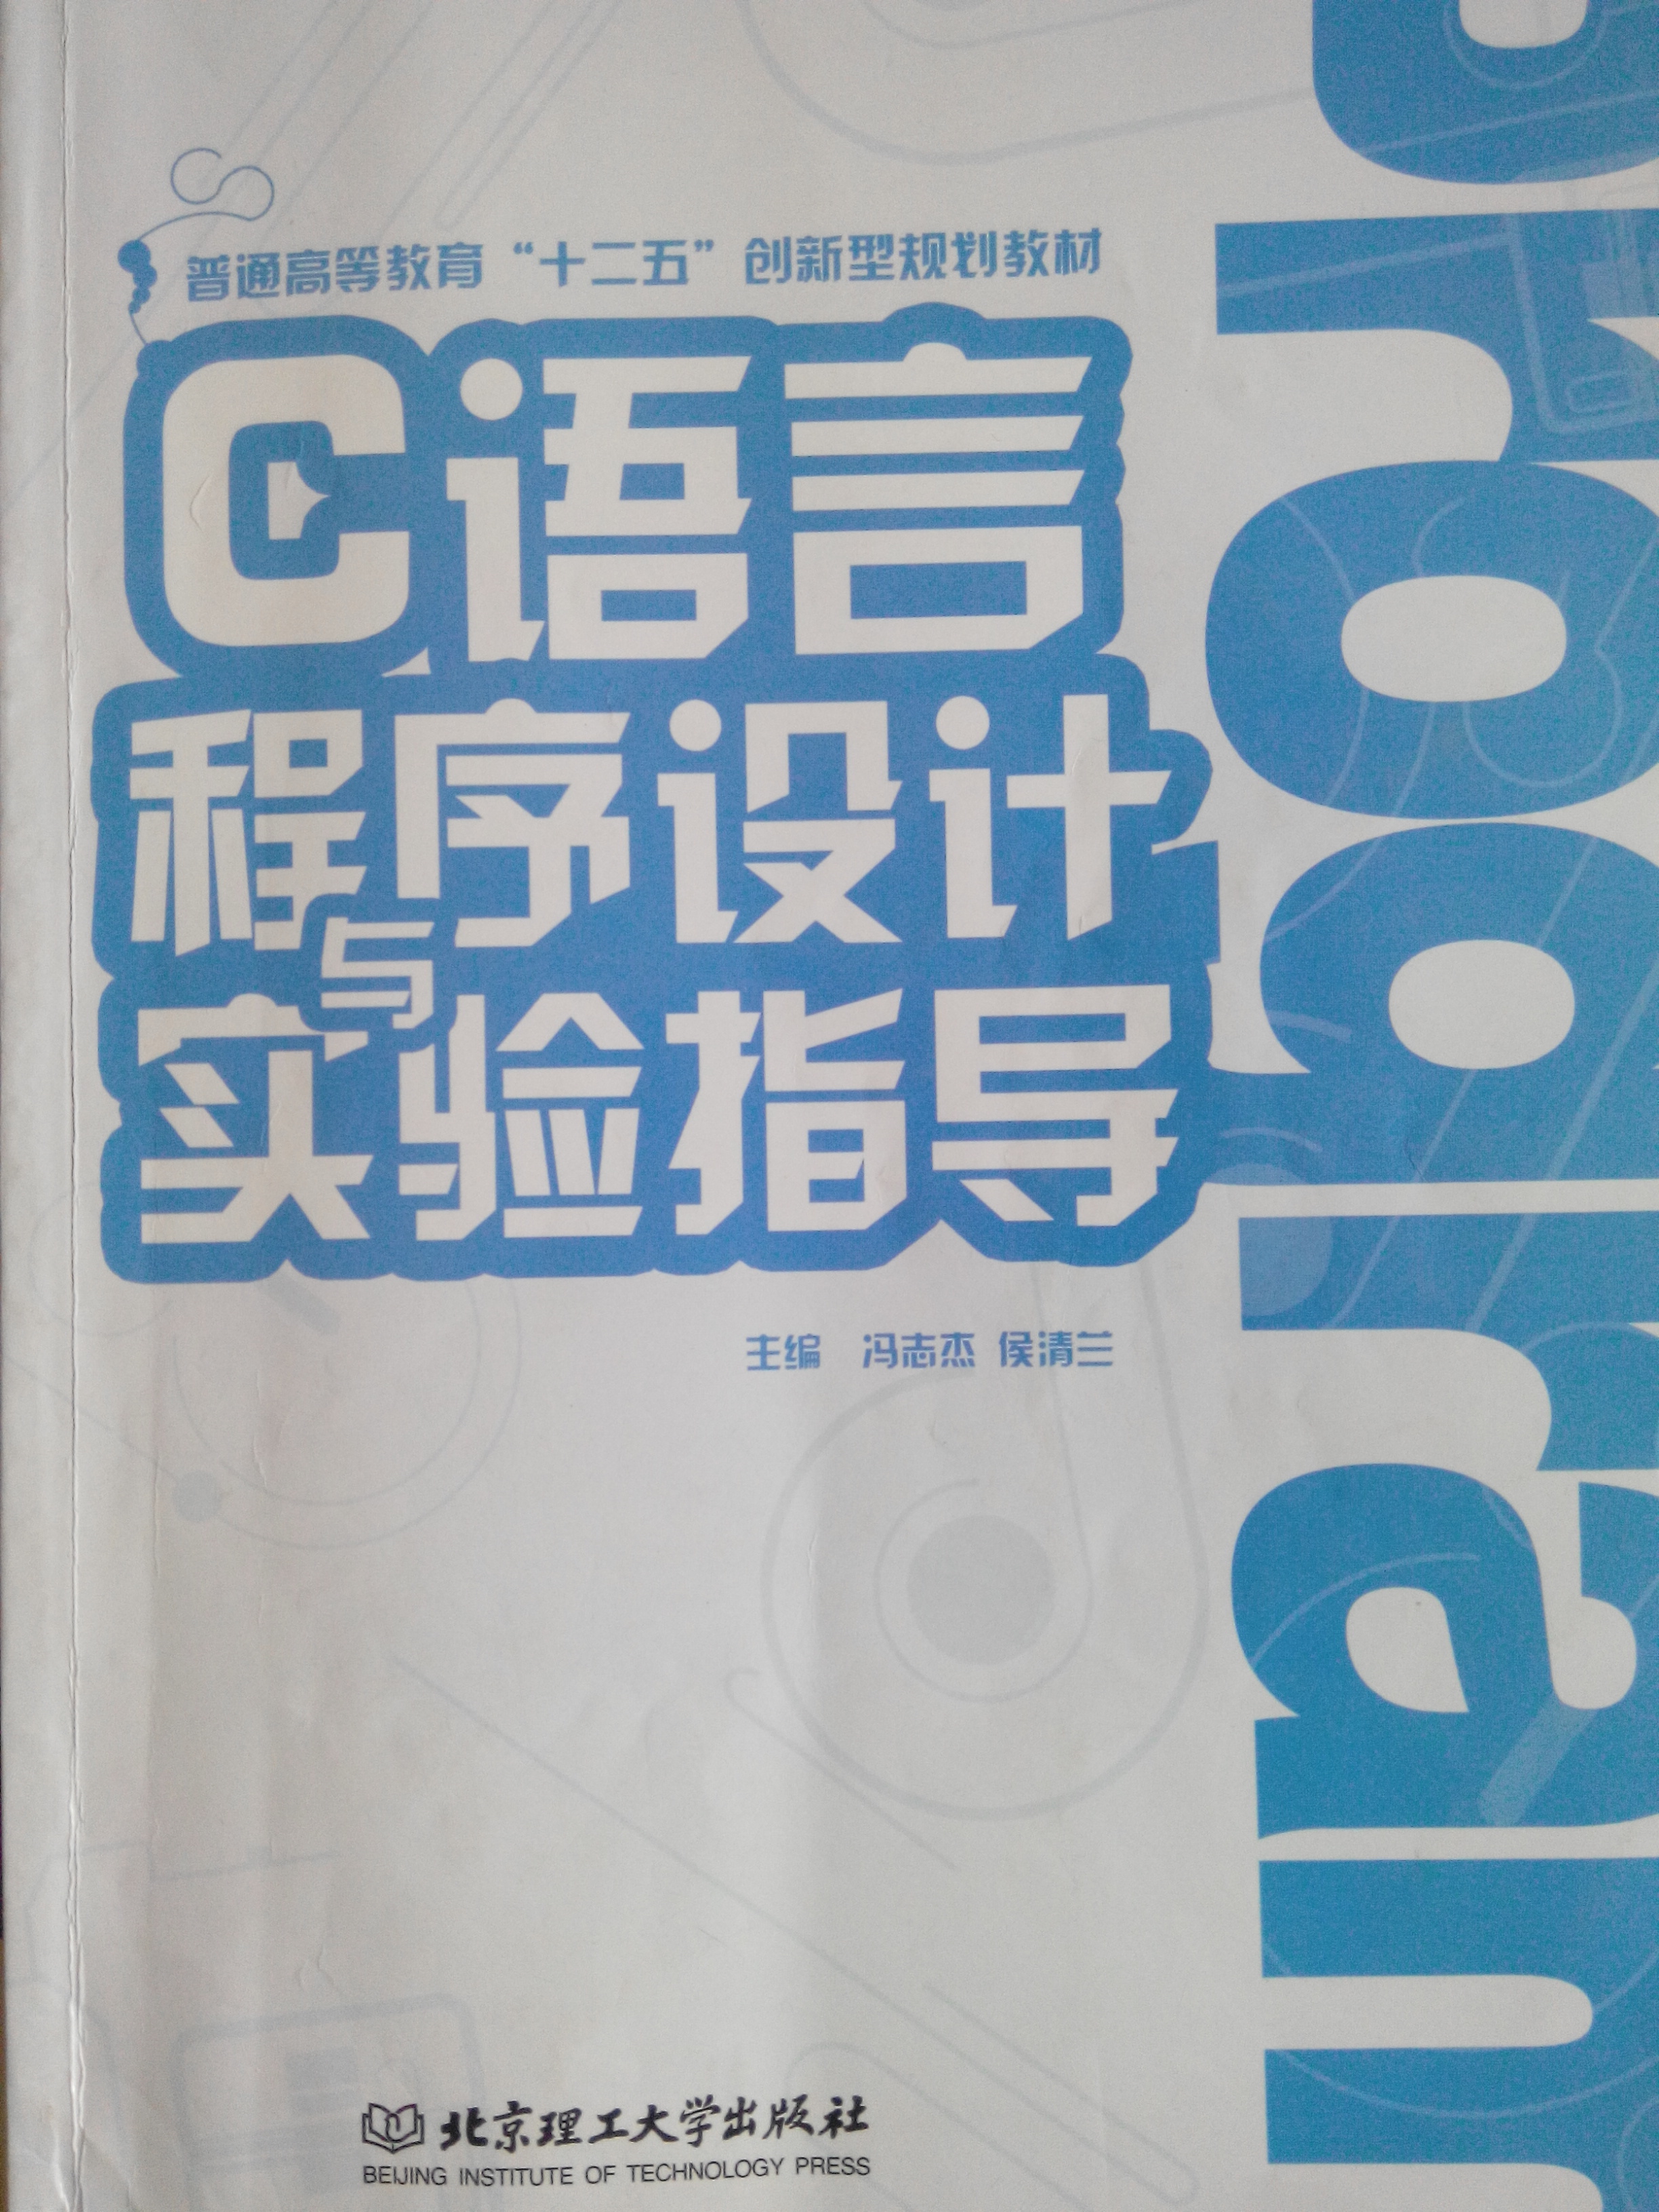 普通高等教育“十二五”创新型规划教材
C语言
程序设计
与
实验指导
主编 冯志杰 侯清兰
北京理工大学出版社
BEIJING INSTITUTE OF TECHNOLOGY PRESS